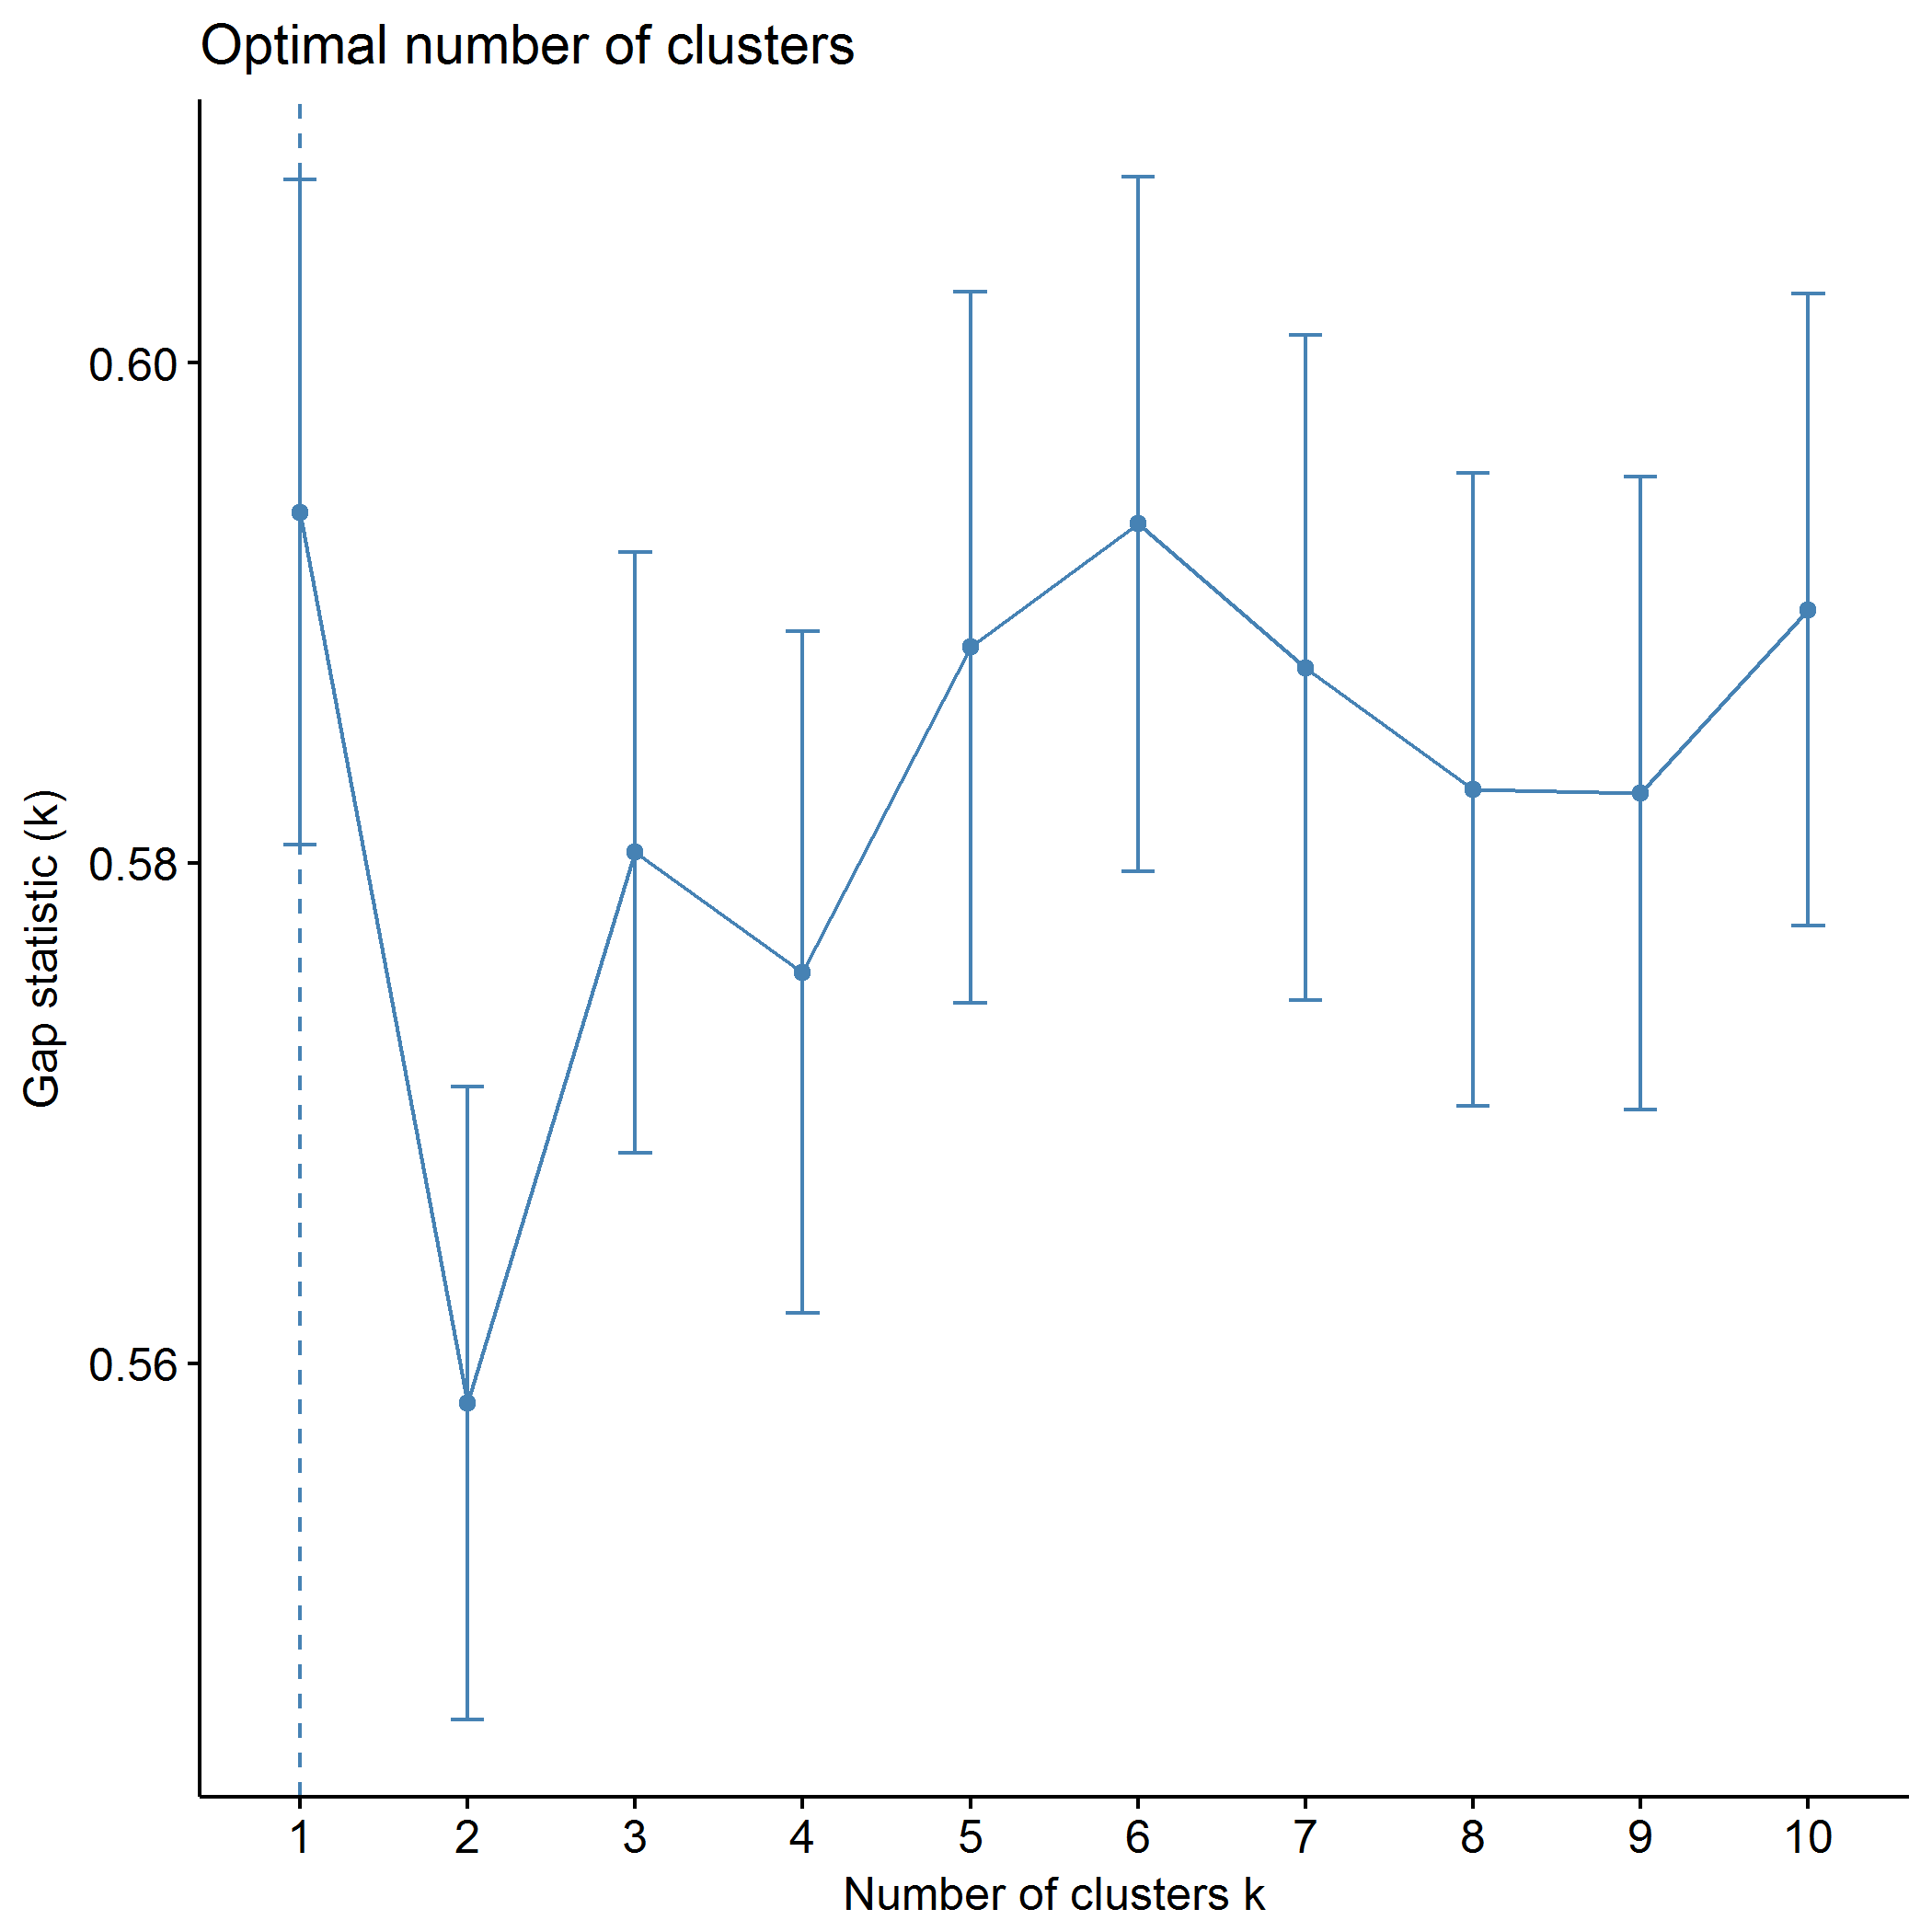 Optimal number of clusters
Gap statistic (k)
0.60
0.58
0.56
1 2 3 4 5 6 7 8 9 10
Number of clusters k